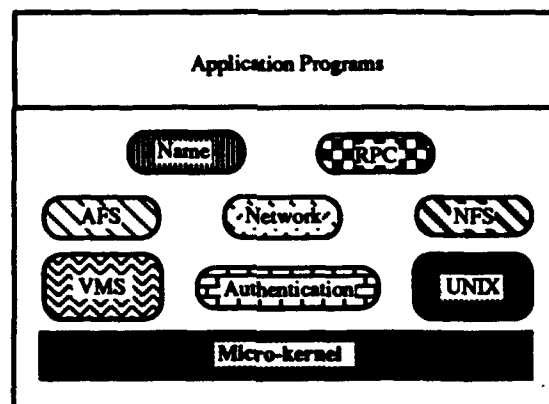 Application Programs
Name
RPC
AFS
Network
NFS
VMS
Authentication
UNIX
Micro-kernel